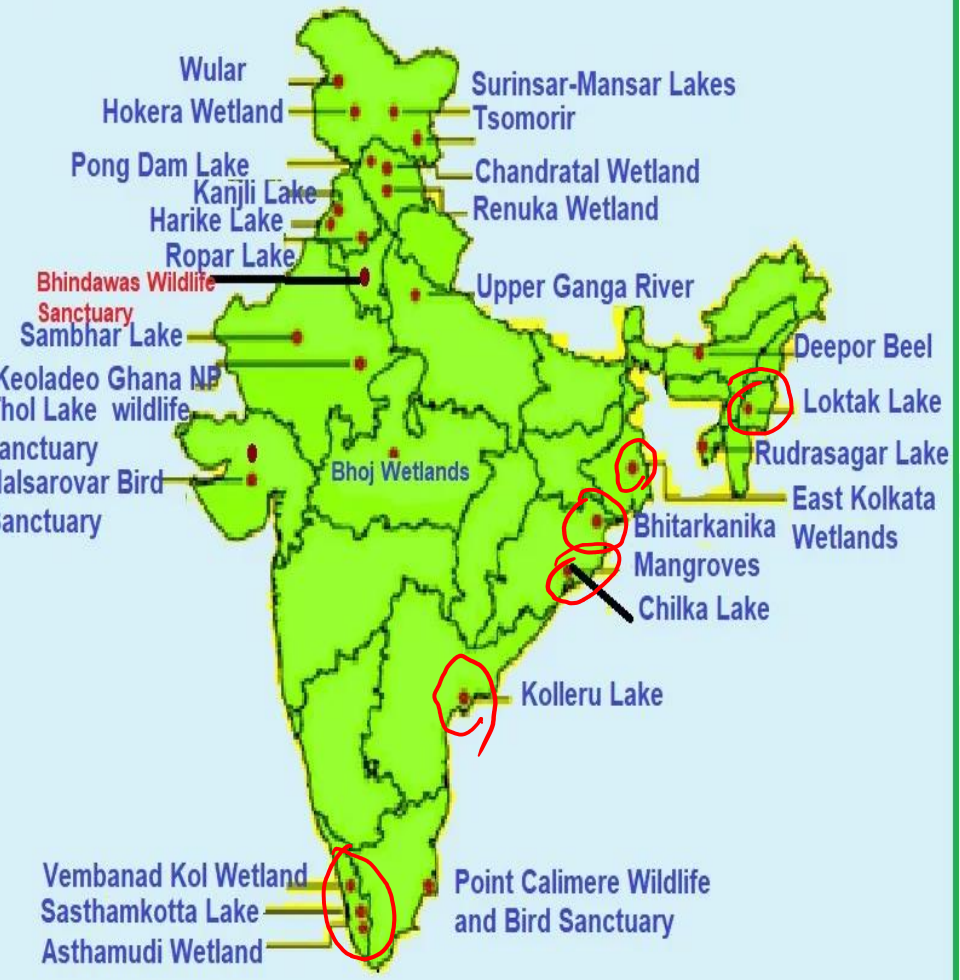 Wular
Surinsar-Mansar Lakes
Hokera Wetland
Tsomorir
Pong Dam Lake
Chandratal Wetland
Kanjli Lake
Renuka Wetland
Harike Lake
Ropar Lake
Bhindawas Wildlife
Sanctuary
Upper Ganga River
Sambhar Lake
Deepor Beel
Keoladeo Ghana NP
Loktak Lake
hol Lake wildlife
anctuary
Rudrasagar Lake
Bhoj Wetlands
alsarovar Bird
anctuary
East Kolkata
Wetlands
Bhitarkanika
Mangroves
Chilka Lake
Kolleru Lake
Vembanad Kol Wetland
Sasthamkotta Lake
Asthamudi Wetland
Point Calimere Wildlife
and Bird Sanctuary